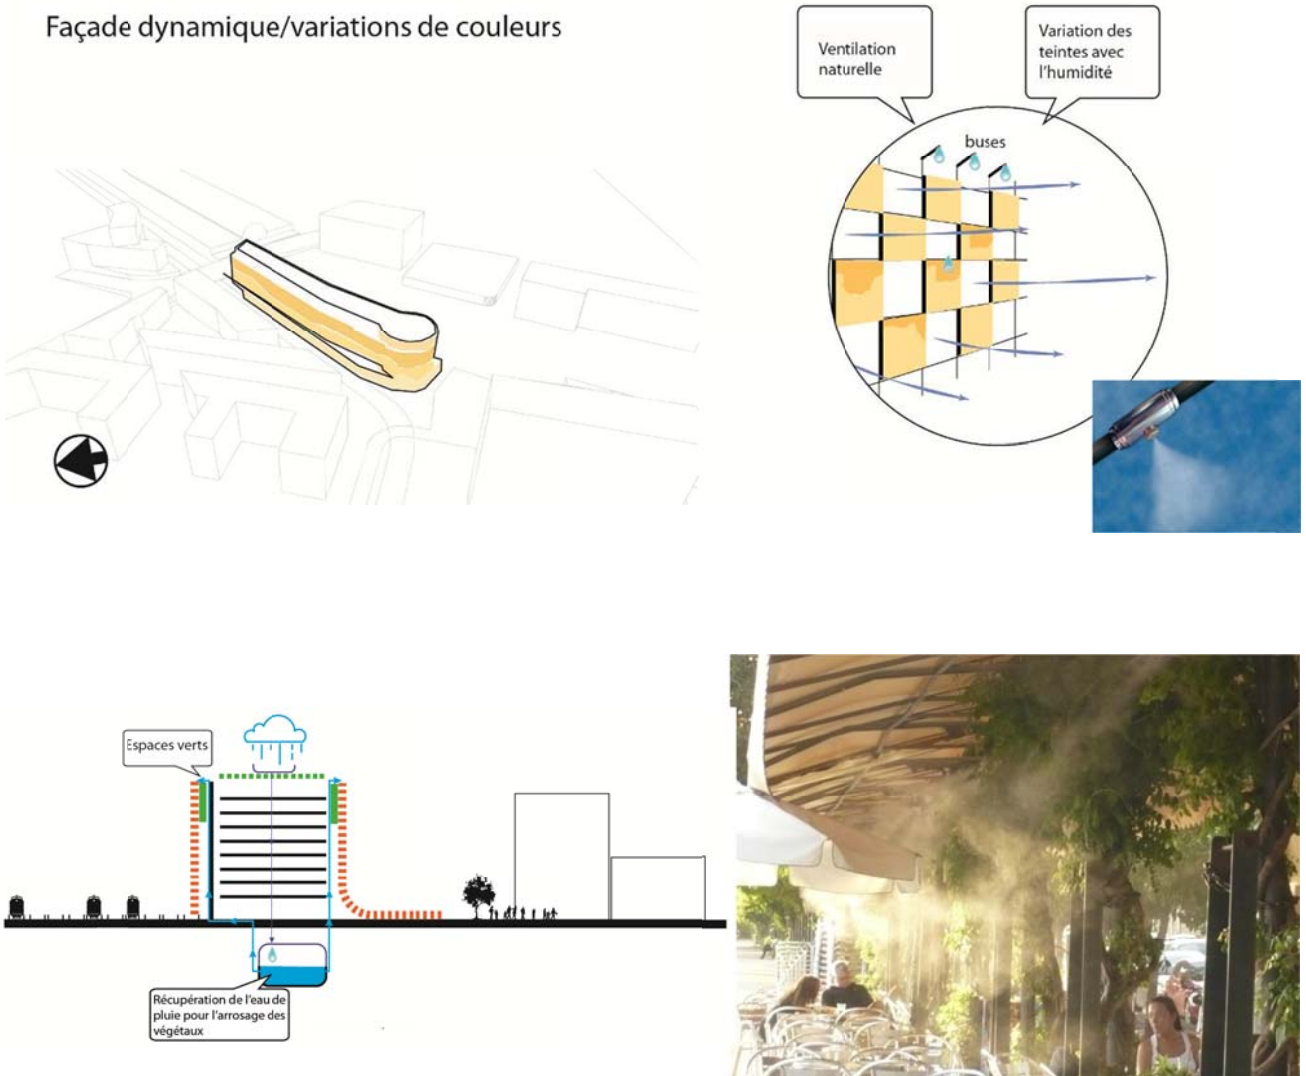 Façade dynamique/variations de couleurs
Ventilation
naturelle
Variation des
teintes avec
l'humidité
buses
Espaces verts
Récupération de l'eau de
pluie pour l'arrosage des
végétaux